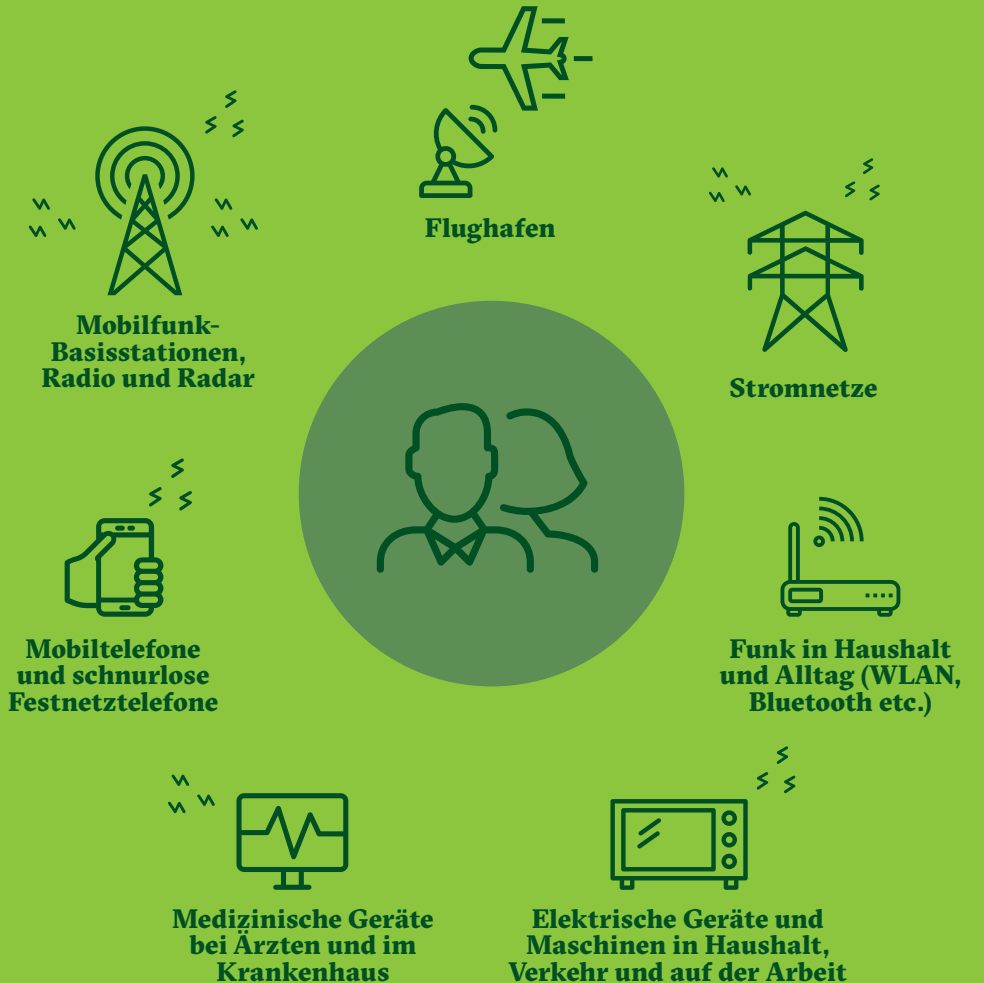 Flughafen
Mobilfunk-
Basisstationen,
Radio und Radar
Stromnetze
Mobiltelefone
und schnurlose
Festnetztelefone
Funk in Haushalt
und Alltag (WLAN,
Bluetooth etc.)
Medizinische Geräte
bei Ärzten und im
Krankenhaus
Elektrische Geräte und
Maschinen in Haushalt,
Verkehr und auf der Arbeit